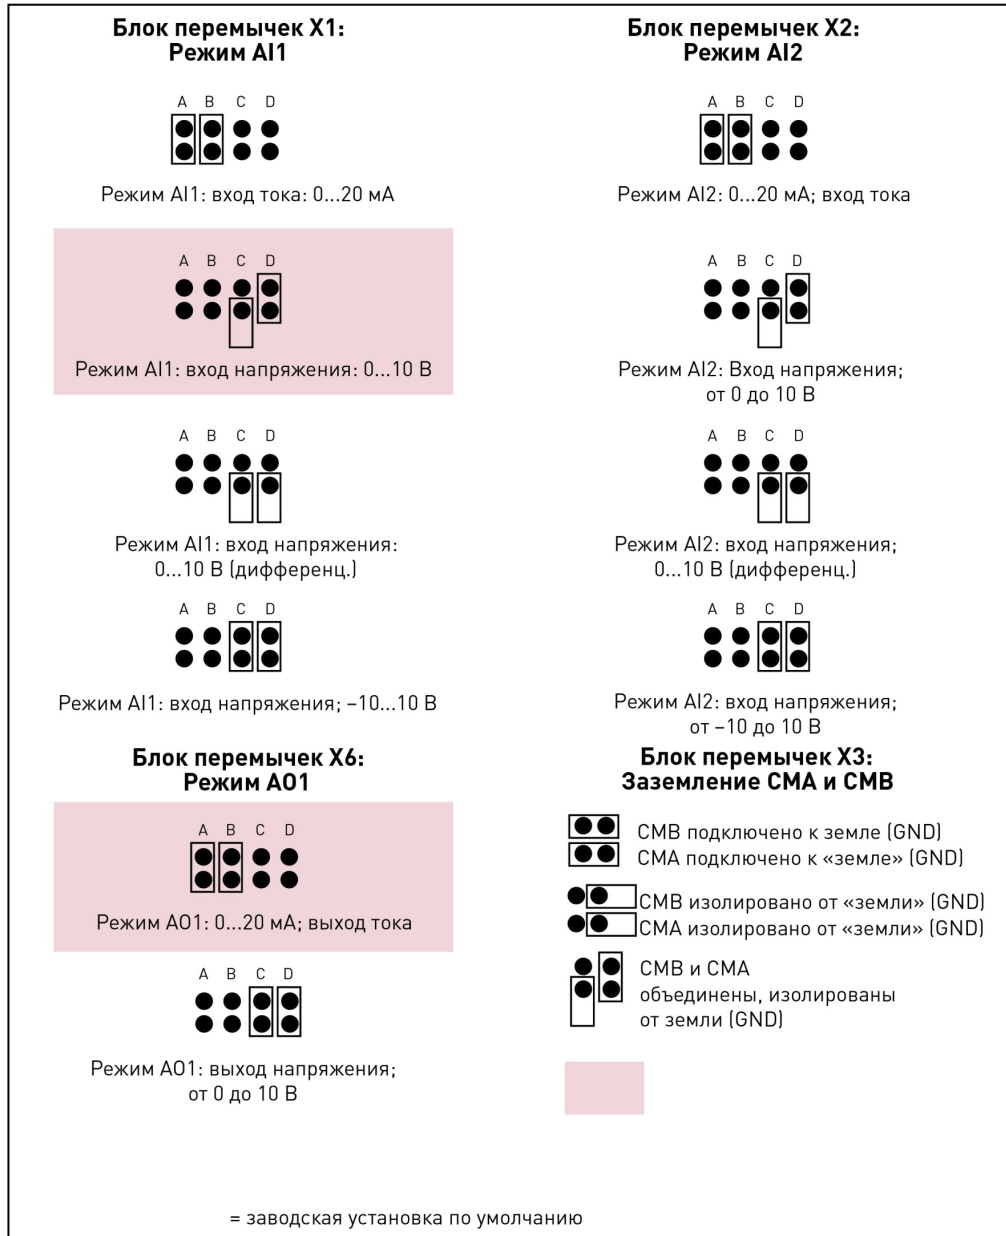 Блок перемычек X1:
Режим AI1
A B C D
Режим AI1: вход тока: 0...20 мА
A B C D
Режим AI1: вход напряжения: 0...10 В
A B C D
Режим AI1: вход напряжения:
0...10 В (дифференц.)
A B C D
Режим AI1: вход напряжения; –10...10 В
Блок перемычек X2:
Режим AI2
A B C D
Режим AI2: 0...20 мА; вход тока
A B C D
Режим AI2: Вход напряжения;
от 0 до 10 В
A B C D
Режим AI2: вход напряжения;
0...10 В (дифференц.)
A B C D
Режим AI2: вход напряжения;
от –10 до 10 В
Блок перемычек X6:
Режим AO1
A B C D
Режим AO1: 0...20 мА; выход тока
A B C D
Режим AO1: выход напряжения;
от 0 до 10 В
Блок перемычек X3:
Заземление CMA и CMB
CMB подключено к земле (GND)
CMA подключено к «земле» (GND)
CMB изолировано от «земли» (GND)
CMA изолировано от «земли» (GND)
CMB и CMA
объединены, изолированы
от земли (GND)
= заводская установка по умолчанию